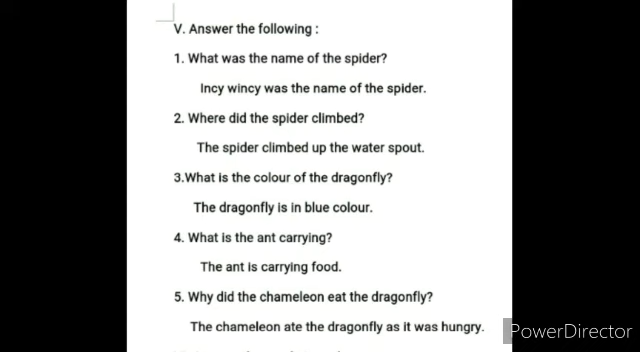 V. Answer the following :
1. What was the name of the spider?
Incy wincy was the name of the spider.
2. Where did the spider climbed?
The spider climbed up the water spout.
3.What is the colour of the dragonfly?
The dragonfly is in blue colour.
4. What is the ant carrying?
The ant is carrying food.
5. Why did the chameleon eat the dragonfly?
The chameleon ate the dragonfly as it was hungry.
PowerDirector